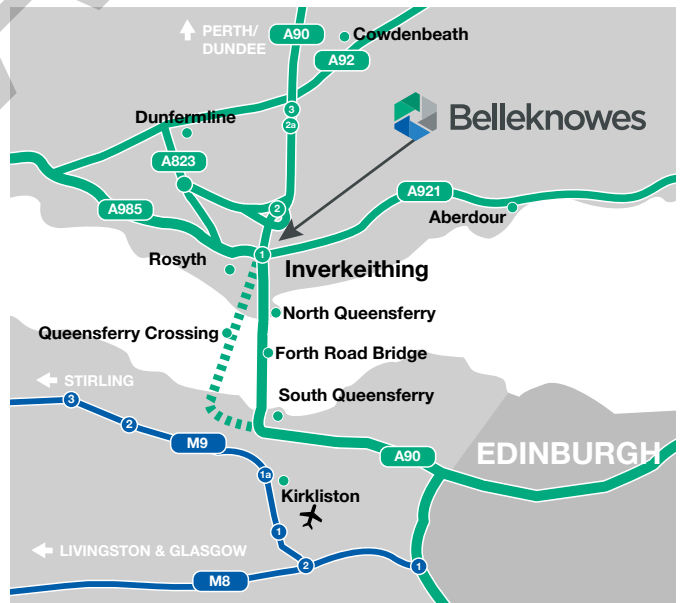 PERTH/
DUNDEE
A90
Cowdenbeath
A92
3
2a
Dunfermline
Belleknowes
A823
A921
2
A985
Aberdour
1
Rosyth
Inverkeithing
North Queensferry
Queensferry Crossing
Forth Road Bridge
STIRLING
South Queensferry
3
2
M9
A90
EDINBURGH
1a
Kirkliston
1
LIVINGSTON & GLASGOW
2
1
M8